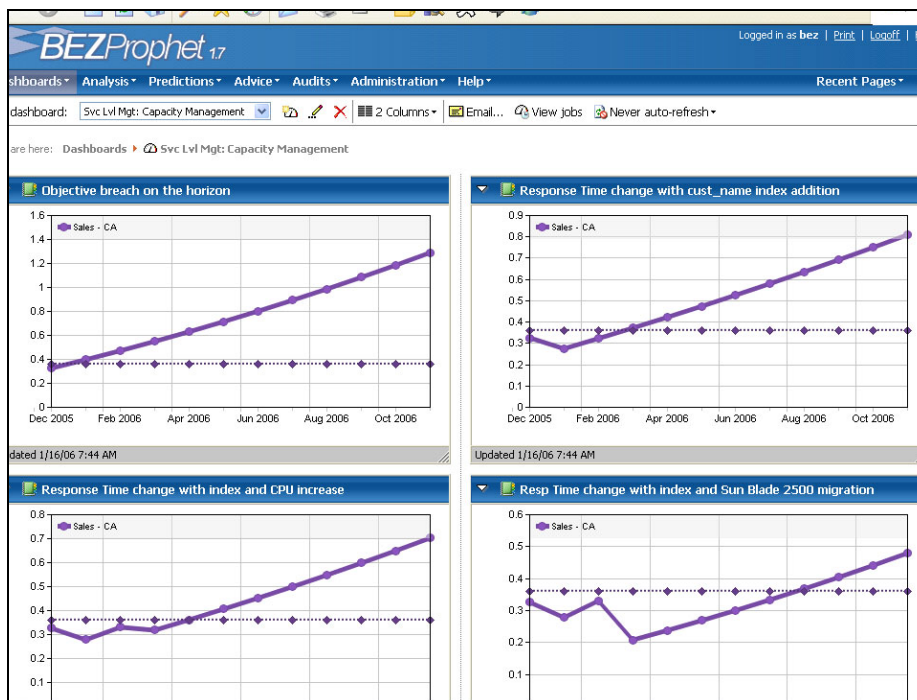 BEZProphet 1.7
Logged in as bez | Print | Logoff |
shboards Analysis Predictions Advice Audits Administration Help Recent Pages
dashboard: Svc Lvl Mgt: Capacity Management 2 Columns Email... View jobs Never auto-refresh
are here: Dashboards Svc Lvl Mgt: Capacity Management
Objective breach on the horizon
Sales - CA
1.6
1.4
1.2
1
0.8
0.6
0.4
0.2
0
Dec 2005 Feb 2006 Apr 2006 Jun 2006 Aug 2006 Oct 2006
dated 1/16/06 7:44 AM
Response Time change with cust_name index addition
Sales - CA
0.9
0.8
0.7
0.6
0.5
0.4
0.3
0.2
0.1
0
Dec 2005 Feb 2006 Apr 2006 Jun 2006 Aug 2006 Oct 2006
Updated 1/16/06 7:44 AM
Response Time change with index and CPU increase
Sales - CA
0.8
0.7
0.6
0.5
0.4
0.3
0.2
0.1
Resp Time change with index and Sun Blade 2500 migration
Sales - CA
0.6
0.5
0.4
0.3
0.2
0.1